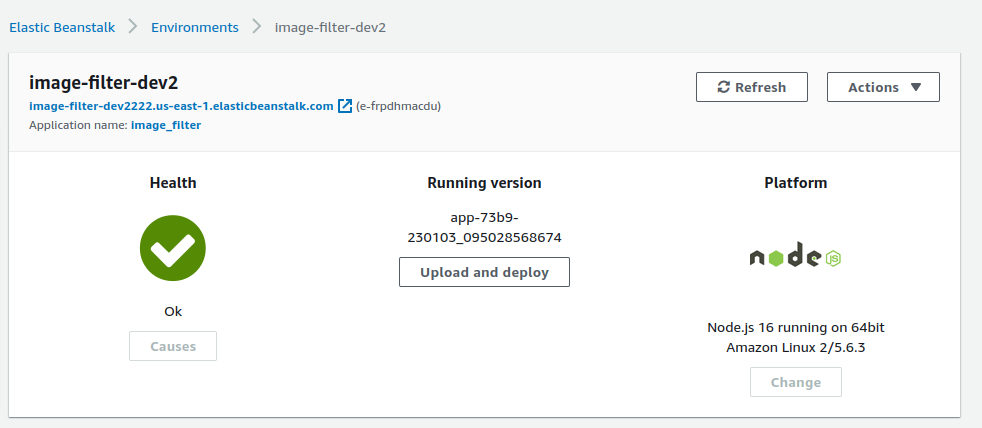 Elastic Beanstalk > Environments > image-filter-dev2
image-filter-dev2
Refresh
Actions
image-filter-dev2222.us-east-1.elasticbeanstalk.com (e-frpdhmacdu)
Application name: image_filter
Health
Ok
Causes
Running version
app-73b9-
230103_095028568674
Upload and deploy
Platform
node JS
Node.js 16 running on 64bit
Amazon Linux 2/5.6.3
Change